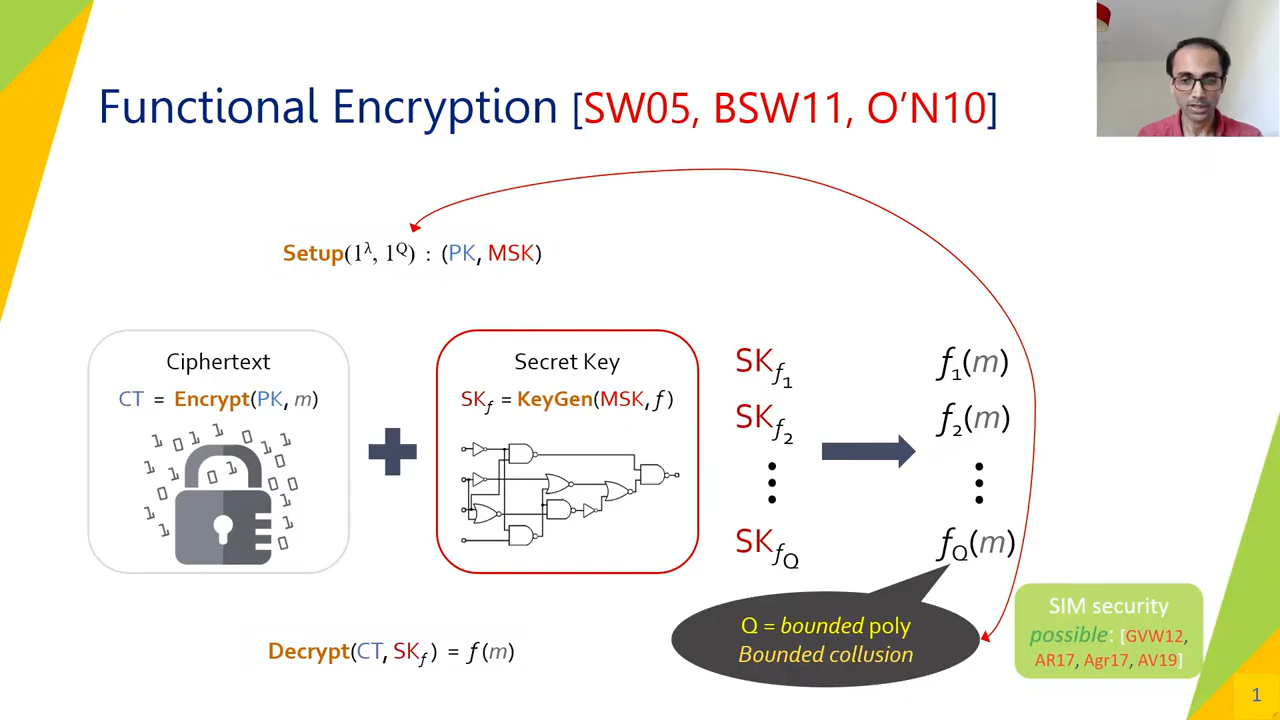 Functional Encryption [SW05, BSW11, O’N10]
Setup(1^λ, 1^Q) : (PK, MSK)
Ciphertext
CT = Encrypt(PK, m)
Secret Key
SK_f = KeyGen(MSK, f)
SK_f₁
f₁(m)
SK_f₂
f₂(m)
SK_f_Q
f_Q(m)
Q = bounded poly
Bounded collusion
SIM security
possible: [GVW12,
AR17, Agr17, AV19]
Decrypt(CT, SK_f) = f(m)
1